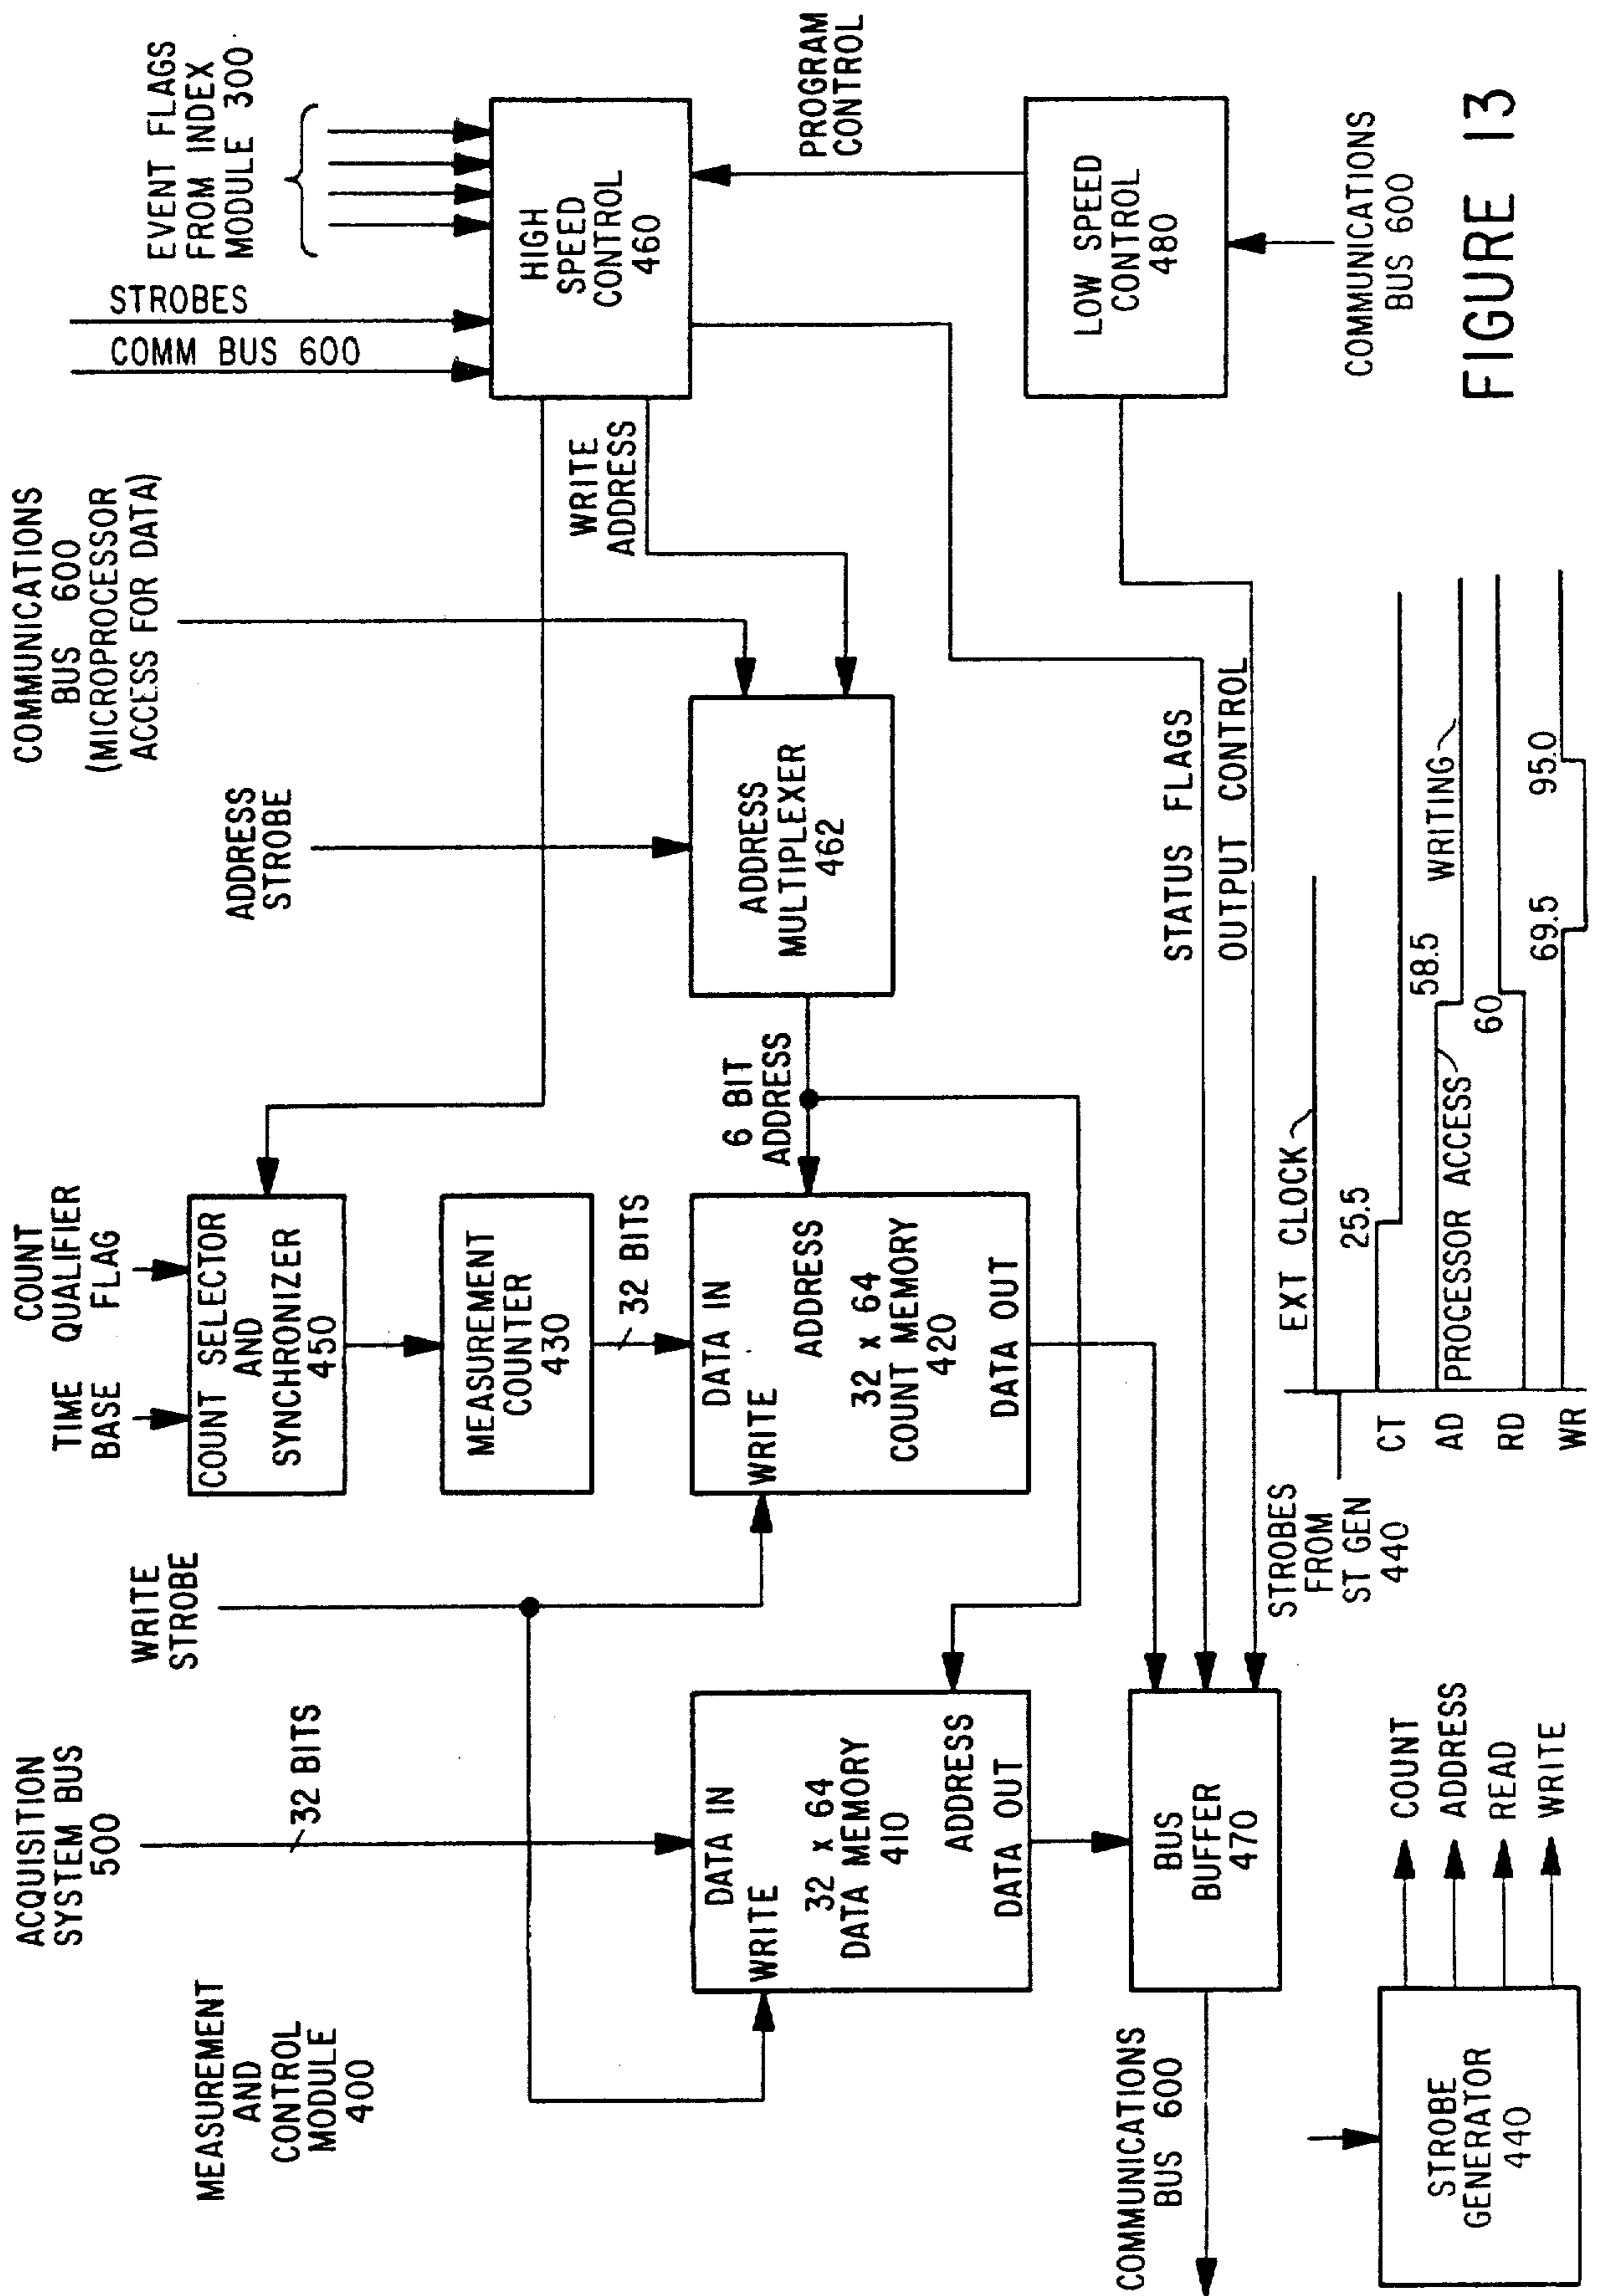 MEASUREMENT
AND
CONTROL
MODULE
400
ACQUISITION
SYSTEM BUS
500
32 BITS
WRITE
STROBE
TIME
BASE
COUNT
QUALIFIER
FLAG
COUNT SELECTOR
AND
SYNCHRONIZER
450
MEASUREMENT
COUNTER
430
32 BITS
DATA IN
WRITE
ADDRESS
32 x 64
COUNT MEMORY
420
DATA OUT
DATA IN
WRITE
32 x 64
DATA MEMORY
410
ADDRESS
DATA OUT
6 BIT
ADDRESS
ADDRESS
STROBE
ADDRESS
MULTIPLEXER
462
COMMUNICATIONS
BUS 600
(MICROPROCESSOR
ACCESS FOR DATA)
WRITE
ADDRESS
STROBES
COMM BUS 600
EVENT FLAGS
FROM INDEX
MODULE 300
HIGH
SPEED
CONTROL
460
PROGRAM
CONTROL
LOW SPEED
CONTROL
480
COMMUNICATIONS
BUS 600
STATUS FLAGS
OUTPUT CONTROL
BUS
BUFFER
470
COMMUNICATIONS
BUS 600
STROBE
GENERATOR
440
COUNT
ADDRESS
READ
WRITE
STROBES
FROM
ST GEN
440
EXT CLOCK
CT
25.5
AD
PROCESSOR ACCESS
58.5
WRITING
RD
60
WR
69.5
95.0
FIGURE 13